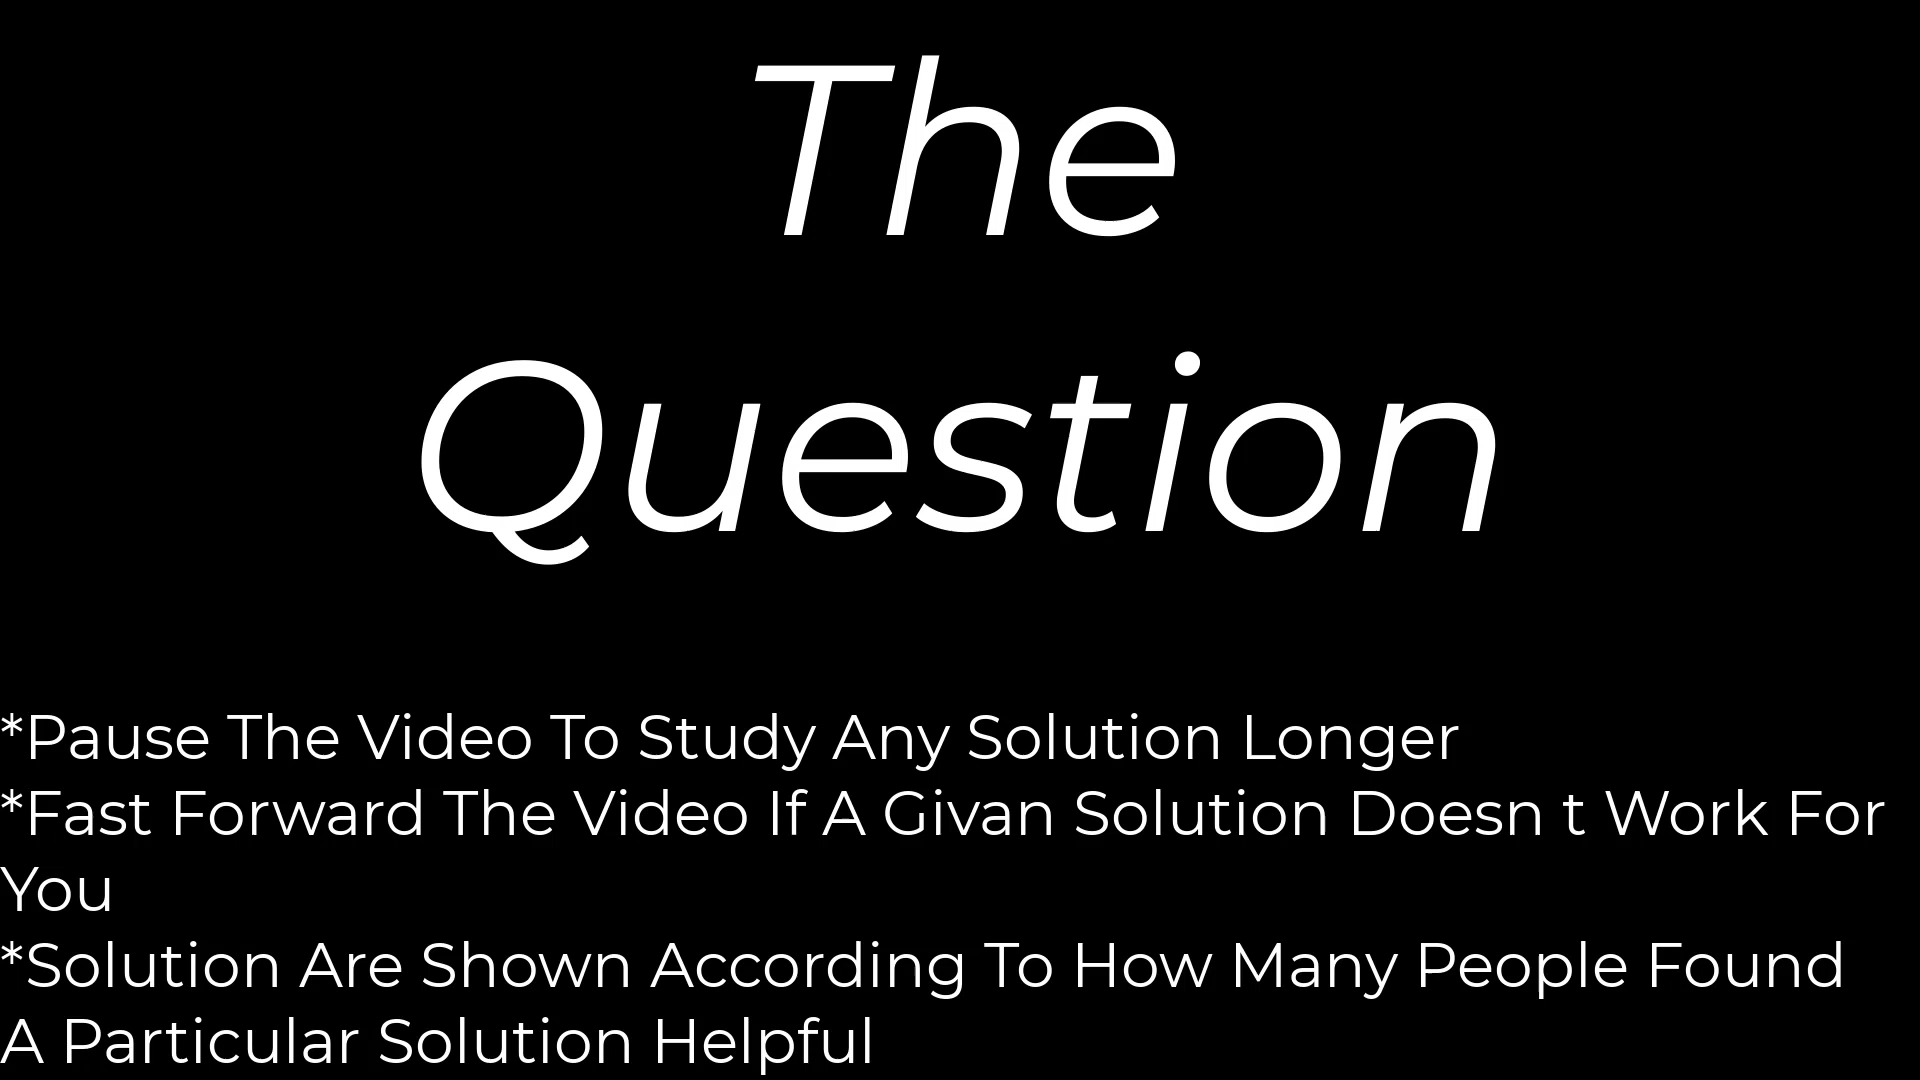 The
Question
*Pause The Video To Study Any Solution Longer
*Fast Forward The Video If A Givan Solution Doesn t Work For
You
*Solution Are Shown According To How Many People Found
A Particular Solution Helpful